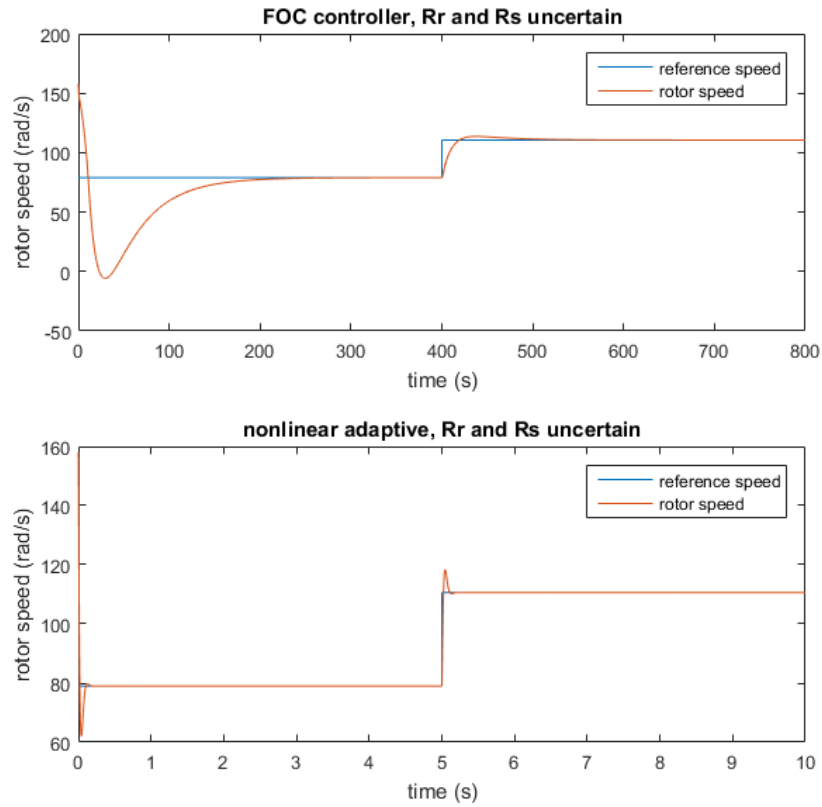 FOC controller, Rr and Rs uncertain
200
150
100
50
0
-50
rotor speed (rad/s)
reference speed
rotor speed
0 100 200 300 400 500 600 700 800
time (s)
nonlinear adaptive, Rr and Rs uncertain
160
140
120
100
80
60
rotor speed (rad/s)
reference speed
rotor speed
0 1 2 3 4 5 6 7 8 9 10
time (s)